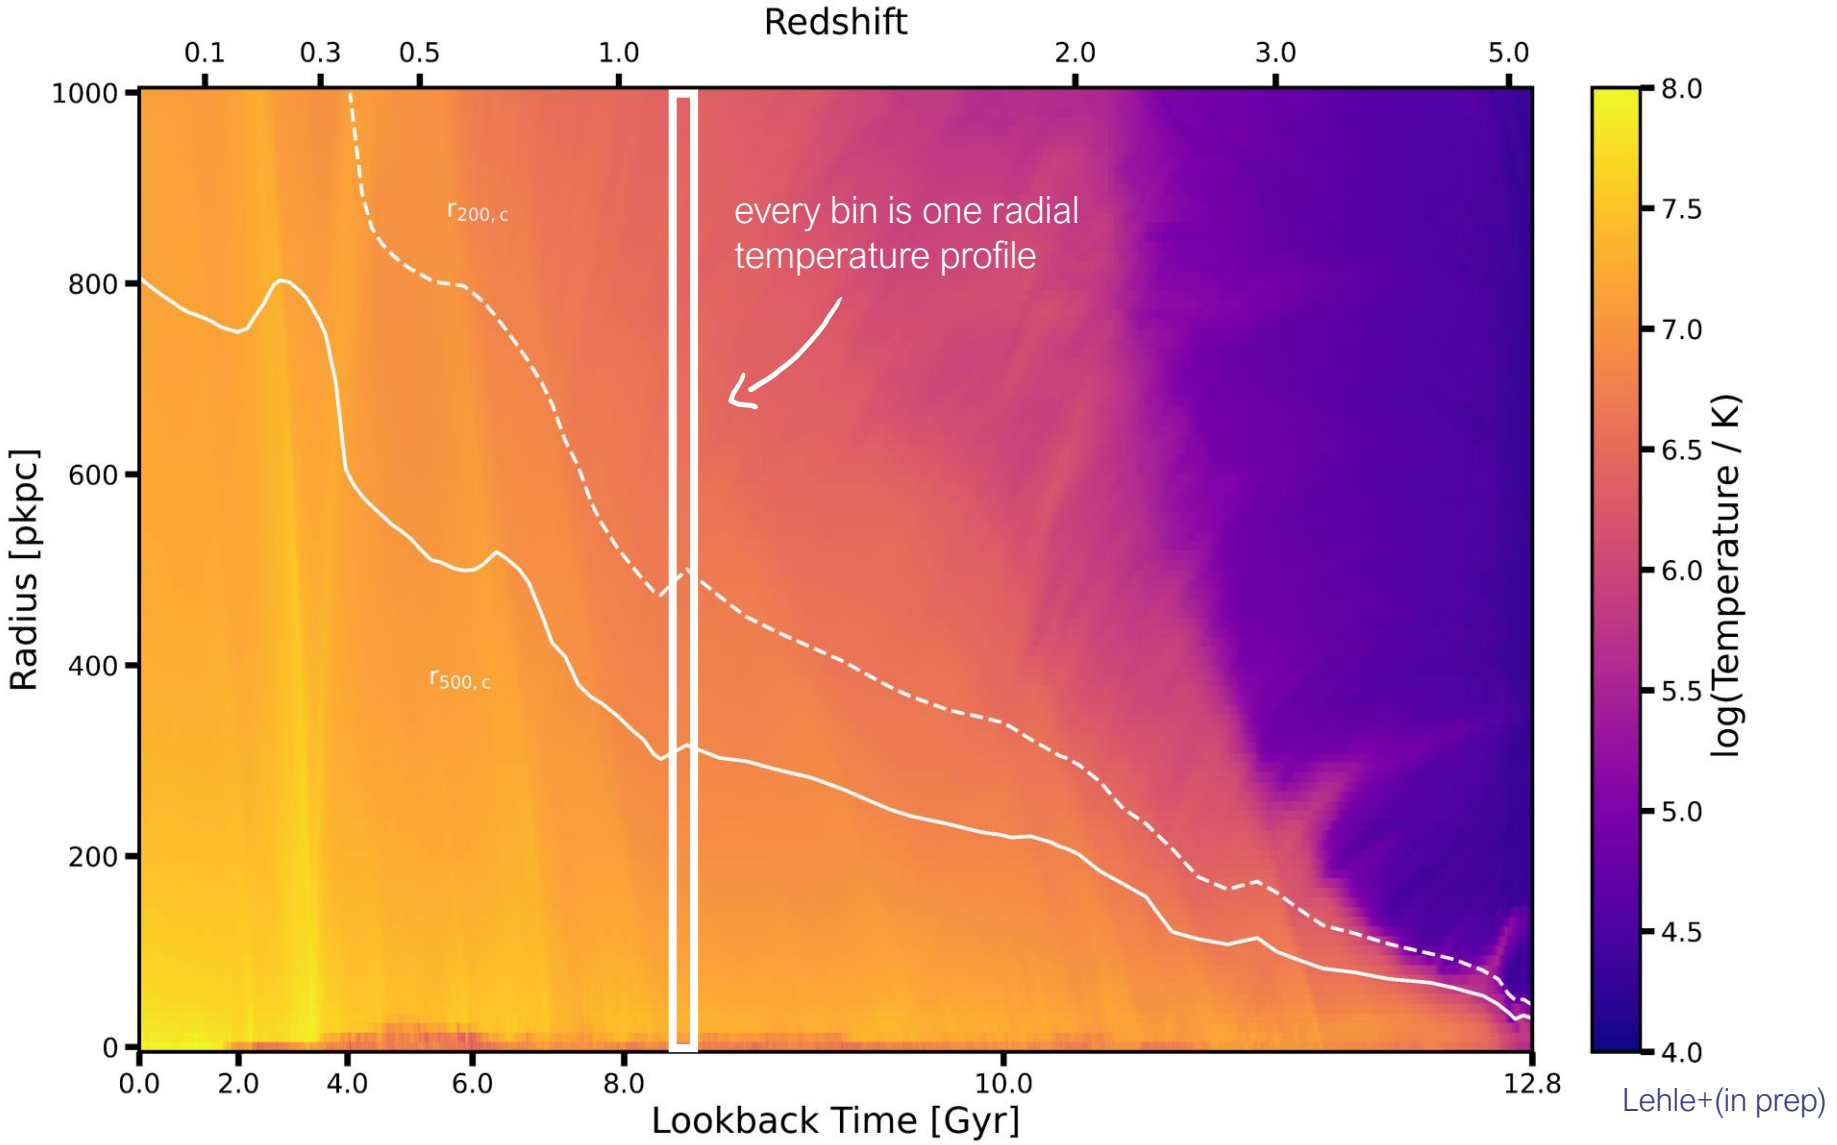 Redshift
0.1 0.3 0.5 1.0 2.0 3.0 5.0
1000
800
600
400
200
0
Radius [pkpc]
r200,c
r500,c
every bin is one radial
temperature profile
0.0 2.0 4.0 6.0 8.0 10.0 12.8
Lookback Time [Gyr]
8.0
7.5
7.0
6.5
6.0
5.5
5.0
4.5
4.0
log(Temperature / K)
Lehle+(in prep)